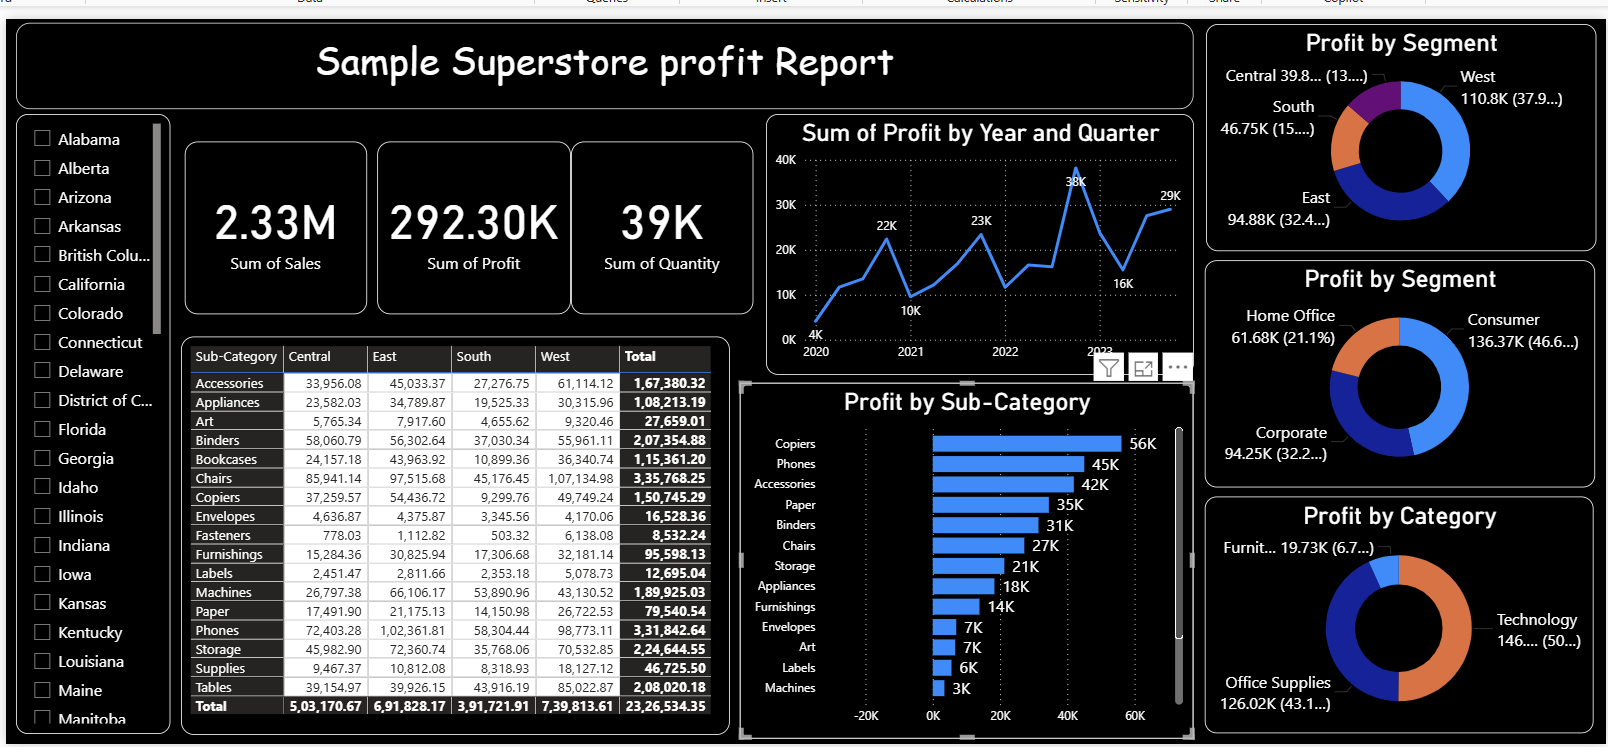 Data
Queries
Insert
Calculations
Sensitivity
Share
Copilot
Sample Superstore profit Report
Alabama
Alberta
Arizona
Arkansas
British Colu...
California
Colorado
Connecticut
Delaware
District of C...
Florida
Georgia
Idaho
Illinois
Indiana
Iowa
Kansas
Kentucky
Louisiana
Maine
Manitoba
2.33M
Sum of Sales
292.30K
Sum of Profit
39K
Sum of Quantity
Sub-Category Central East South West Total
Accessories 33,956.08 45,033.37 27,276.75 61,114.12 1,67,380.32
Appliances 23,582.03 34,789.87 19,525.33 30,315.96 1,08,213.19
Art 5,765.34 7,917.60 4,655.62 9,320.46 27,659.01
Binders 58,060.79 56,302.64 37,030.34 55,961.11 2,07,354.88
Bookcases 24,157.18 43,963.92 10,899.36 36,340.74 1,15,361.20
Chairs 85,941.14 97,515.68 45,176.45 1,07,134.98 3,35,768.25
Copiers 37,259.57 54,436.72 9,299.76 49,749.24 1,50,745.29
Envelopes 4,636.87 4,375.87 3,345.56 4,170.06 16,528.36
Fasteners 778.03 1,112.82 503.32 6,138.08 8,532.24
Furnishings 15,284.36 30,825.94 17,306.68 32,181.14 95,598.13
Labels 2,451.47 2,811.66 2,353.18 5,078.73 12,695.04
Machines 26,797.38 66,106.17 53,890.96 43,130.52 1,89,925.03
Paper 17,491.90 21,175.13 14,150.98 26,722.53 79,540.54
Phones 72,403.28 1,02,361.81 58,304.44 98,773.11 3,31,842.64
Storage 45,982.90 72,360.74 35,768.06 70,532.85 2,24,644.55
Supplies 9,467.37 10,812.08 8,318.93 18,127.12 46,725.50
Tables 39,154.97 39,926.15 43,916.19 85,022.87 2,08,020.18
Total 5,03,170.67 6,91,828.17 3,91,721.91 7,39,813.61 23,26,534.35
Sum of Profit by Year and Quarter
40K
30K
20K
10K
0K
4K
22K
10K
23K
38K
16K
29K
2020 2021 2022 2023
Profit by Sub-Category
Copiers 56K
Phones 45K
Accessories 42K
Paper 35K
Binders 31K
Chairs 27K
Storage 21K
Appliances 18K
Furnishings 14K
Envelopes 7K
Art 7K
Labels 6K
Machines 3K
-20K 0K 20K 40K 60K
Profit by Segment
Central 39.8... (13....)
West
110.8K (37.9...)
South
46.75K (15....)
East
94.88K (32.4...)
Profit by Segment
Home Office
61.68K (21.1%)
Consumer
136.37K (46.6...)
Corporate
94.25K (32.2...)
Profit by Category
Furnit... 19.73K (6.7...)
Technology
146.... (50...)
Office Supplies
126.02K (43.1...)